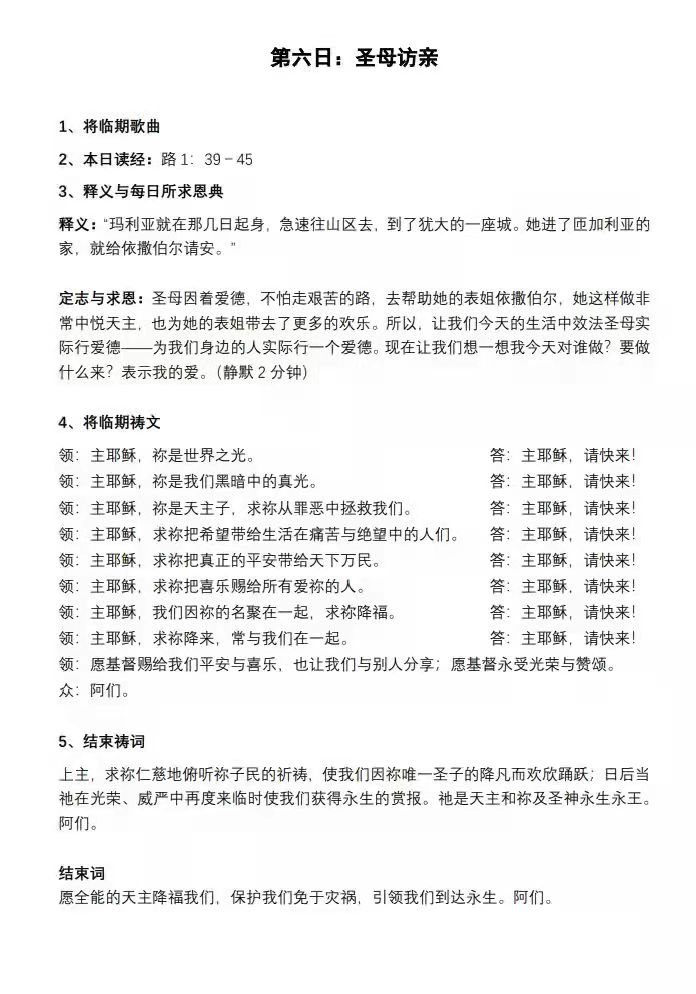 第六日：圣母访亲
1、将临期歌曲
2、本日读经：路 1：39－45
3、释义与每日所求恩典
释义：“玛利亚就在那几日起身，急速往山区去，到了犹大的一座城。她进了匝加利亚的
家，就给依撒伯尔请安。”
定志与求恩：圣母因着爱德，不怕走艰苦的路，去帮助她的表姐依撒伯尔，她这样做非
常中悦天主，也为她的表姐带去了更多的欢乐。所以，让我们今天的生活中效法圣母实
际行爱德——为我们身边的人实际行一个爱德。现在让我们想一想我今天对谁做？要做
什么来？表示我的爱。（静默 2 分钟）
4、将临期祷文
领：主耶稣，祢是世界之光。 答：主耶稣，请快来！
领：主耶稣，祢是我们黑暗中的真光。 答：主耶稣，请快来！
领：主耶稣，祢是天主子，求祢从罪恶中拯救我们。 答：主耶稣，请快来！
领：主耶稣，求祢把希望带给生活在痛苦与绝望中的人们。 答：主耶稣，请快来！
领：主耶稣，求祢把真正的平安带给天下万民。 答：主耶稣，请快来！
领：主耶稣，求祢把喜乐赐给所有爱祢的人。 答：主耶稣，请快来！
领：主耶稣，我们因祢的名聚在一起，求祢降福。 答：主耶稣，请快来！
领：主耶稣，求祢降来，常与我们在一起。 答：主耶稣，请快来！
领：愿基督赐给我们平安与喜乐，也让我们与别人分享；愿基督永受光荣与赞颂。
众：阿们。
5、结束祷词
上主，求祢仁慈地俯听祢子民的祈祷，使我们因祢唯一圣子的降凡而欢欣踊跃；日后当
祂在光荣、威严中再度来临时使我们获得永生的赏报。祂是天主和祢及圣神永生永王。
阿们。
结束词
愿全能的天主降福我们，保护我们免于灾祸，引领我们到达永生。阿们。